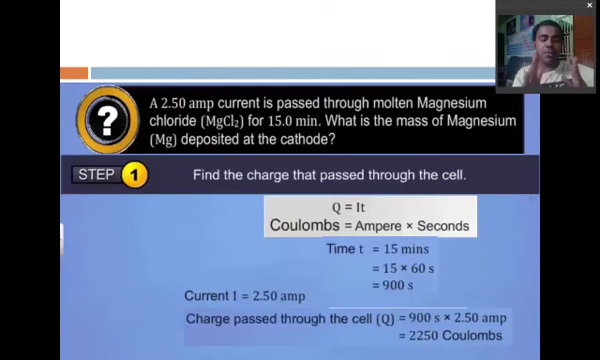 ?
A 2.50 amp current is passed through molten Magnesium
chloride (MgCl₂) for 15.0 min. What is the mass of Magnesium
(Mg) deposited at the cathode?
STEP 1 Find the charge that passed through the cell.
Q = It
Coulombs = Ampere × Seconds
Time t = 15 mins
= 15 × 60 s
= 900 s
Current I = 2.50 amp
Charge passed through the cell (Q) = 900 s × 2.50 amp
= 2250 Coulombs